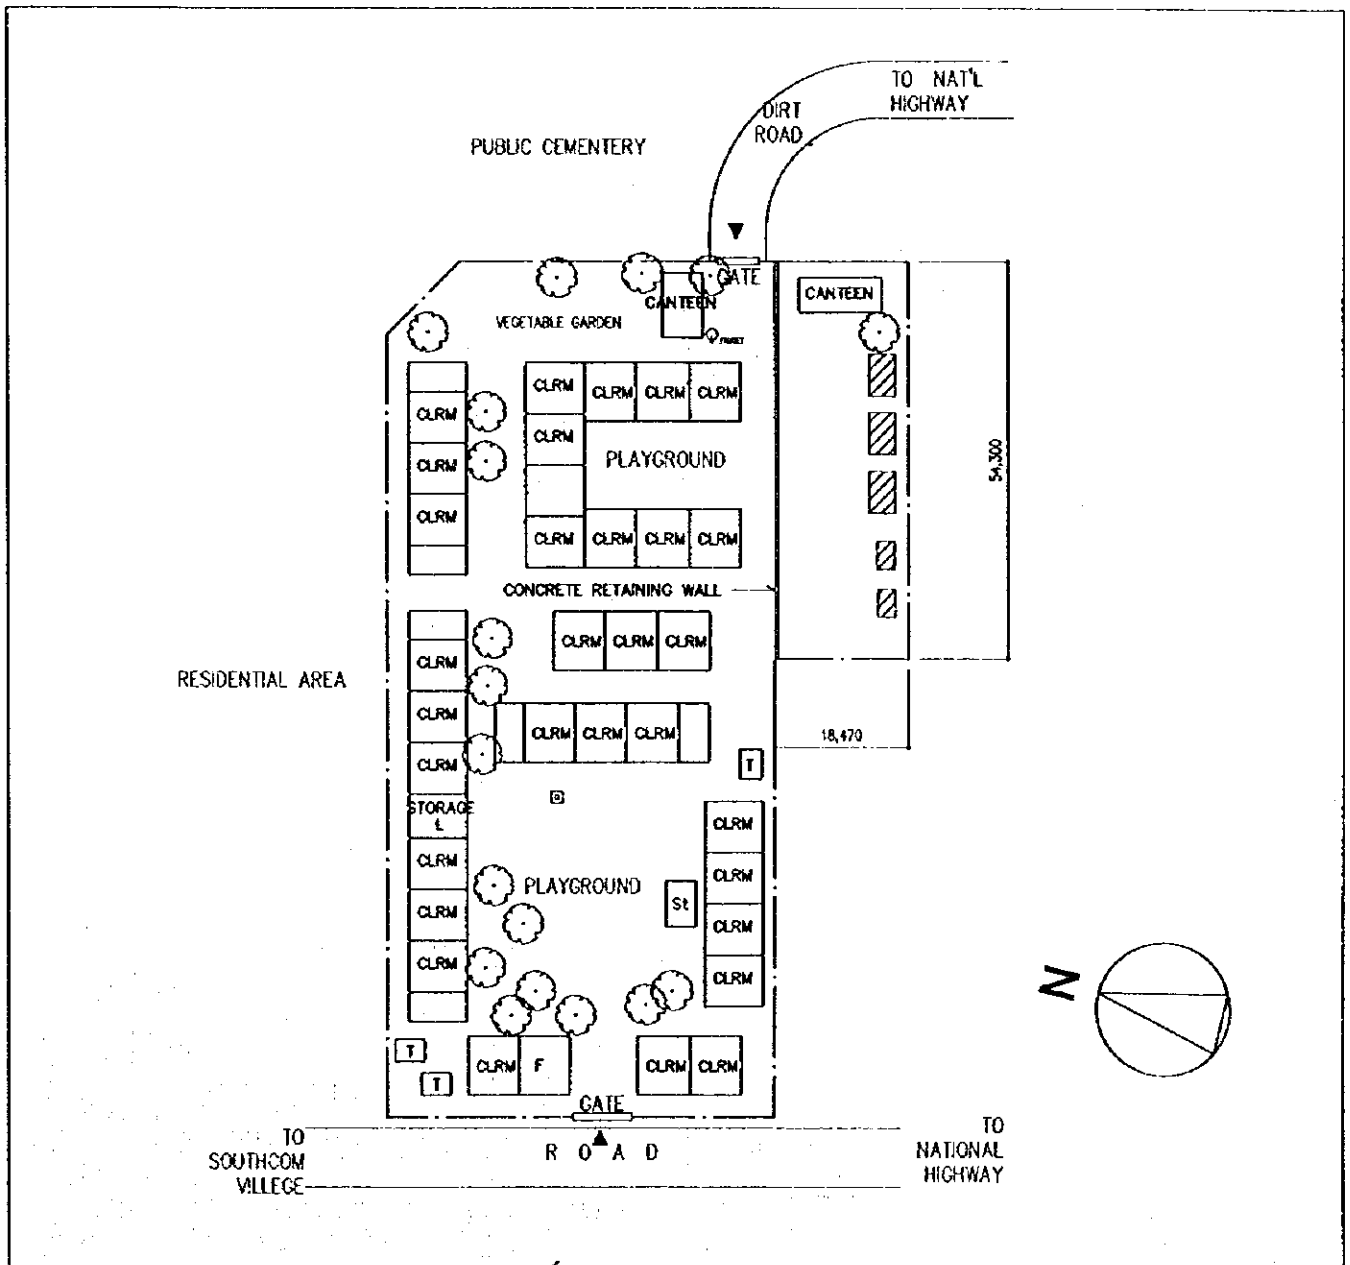 TO NAT'L
HIGHWAY
DIRT
ROAD
PUBLIC CEMENTERY
GATE
CANTEEN
CANTEEN
VEGETABLE GARDEN
CLRM
CLRM
CLRM
CLRM
CLRM
CLRM
CLRM
PLAYGROUND
54,300
CLRM
CLRM
CLRM
CLRM
CLRM
CLRM
CONCRETE RETAINING WALL
CLRM
CLRM
CLRM
CLRM
RESIDENTIAL AREA
CLRM
CLRM
CLRM
CLRM
18,470
CLRM
T
STORAGE
CLRM
CLRM
CLRM
PLAYGROUND
St
CLRM
CLRM
CLRM
CLRM
N
T
CLRM
F
CLRM
CLRM
T
GATE
TO
SOUTHCOM
VILLEGE
R O A D
TO
NATIONAL
HIGHWAY